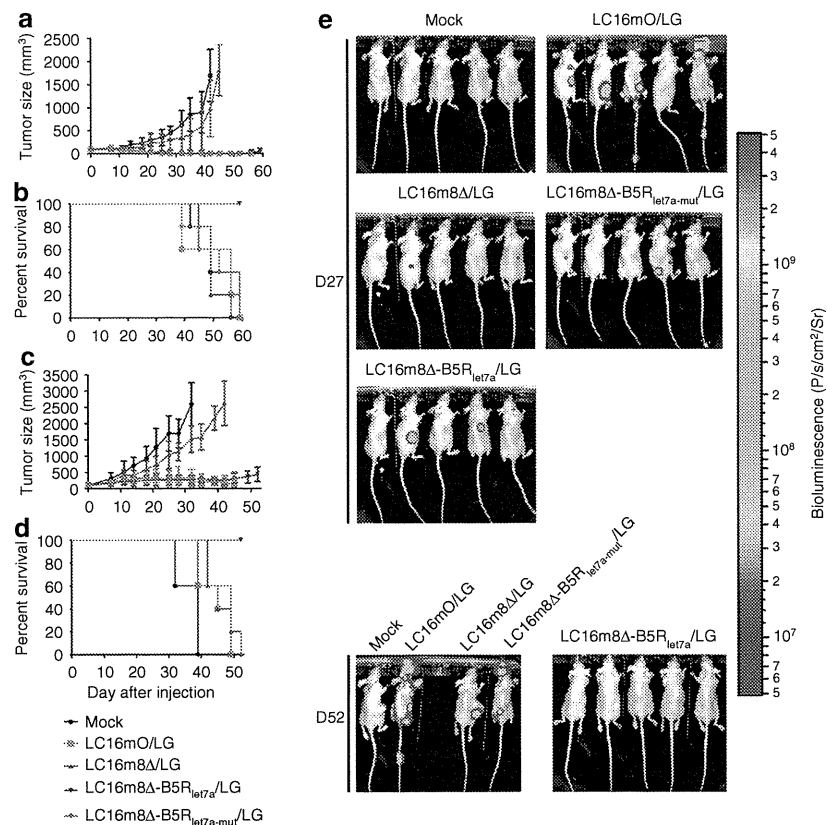 a
Tumor size (mm3)
2500
2000
1500
1000
500
0
0 10 20 30 40 50 60
b
Percent survival
100
80
60
40
20
0
0 10 20 30 40 50 60
c
Tumor size (mm3)
3500
3000
2500
2000
1500
1000
500
0
0 10 20 30 40 50
d
Percent survival
100
80
60
40
20
0
0 10 20 30 40 50
Day after injection
Mock
LC16mO/LG
LC16m8Δ/LG
LC16m8Δ-B5Rlet7a/LG
LC16m8Δ-B5Rlet7a-mut/LG
e
Mock
LC16mO/LG
LC16m8Δ/LG
LC16m8Δ-B5Rlet7a-mut/LG
D27
LC16m8Δ-B5Rlet7a/LG
Mock
LC16mO/LG
LC16m8Δ/LG
LC16m8Δ-B5Rlet7a-mut/LG
LC16m8Δ-B5Rlet7a/LG
D52
5
4
3
2
10⁹
7
6
5
4
3
2
10⁸
7
6
5
4
3
2
10⁷
7
6
5
Bioluminescence (P/s/cm2/Sr)